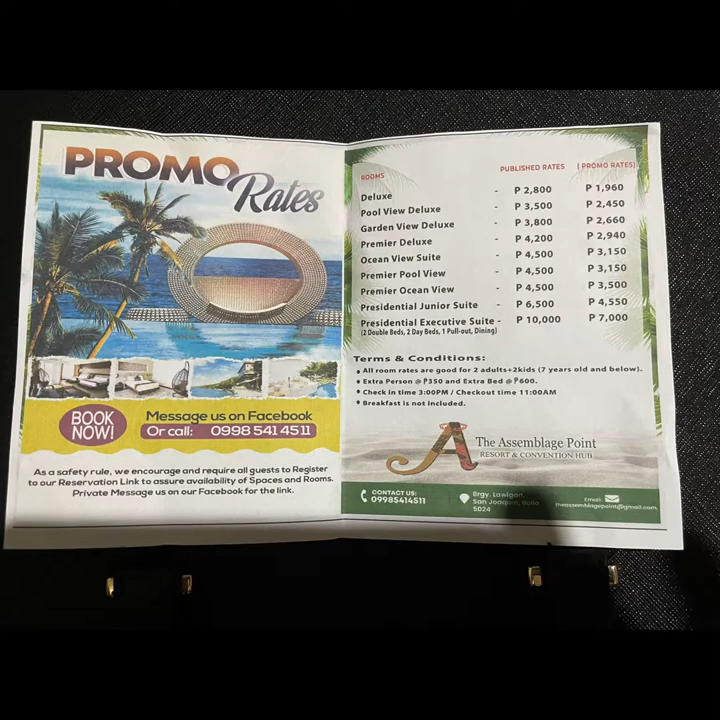 PROMO
Rates
BOOK
NOW!
Message us on Facebook
Or call: 0998 541 4511
As a safety rule, we encourage and require all guests to Register
to our Reservation Link to assure availability of Spaces and Rooms.
Private Message us on our Facebook for the link.
ROOMS PUBLISHED RATES ( PROMO RATES)
Deluxe - P 2,800 P 1,960
Pool View Deluxe - P 3,500 P 2,450
Garden View Deluxe - P 3,800 P 2,660
Premier Deluxe - P 4,200 P 2,940
Ocean View Suite - P 4,500 P 3,150
Premier Pool View - P 4,500 P 3,150
Premier Ocean View - P 4,500 P 3,500
Presidential Junior Suite - P 6,500 P 4,550
Presidential Executive Suite - P 10,000 P 7,000
(2 Double Beds, 2 Day Beds, 1 Pull-out, Dining)
Terms & Conditions:
• All room rates are good for 2 adults+2kids (7 years old and below).
• Extra Person @ ₱350 and Extra Bed @ ₱600.
• Check in time 3:00PM / Checkout time 11:00AM
• Breakfast is not included.
A
The Assemblage Point
RESORT & CONVENTION HUB
CONTACT US:
09985414511
Brgy. Lawigan,
San Joaquin, Iloilo
5024
Email:
theassemblagepoint@gmail.com